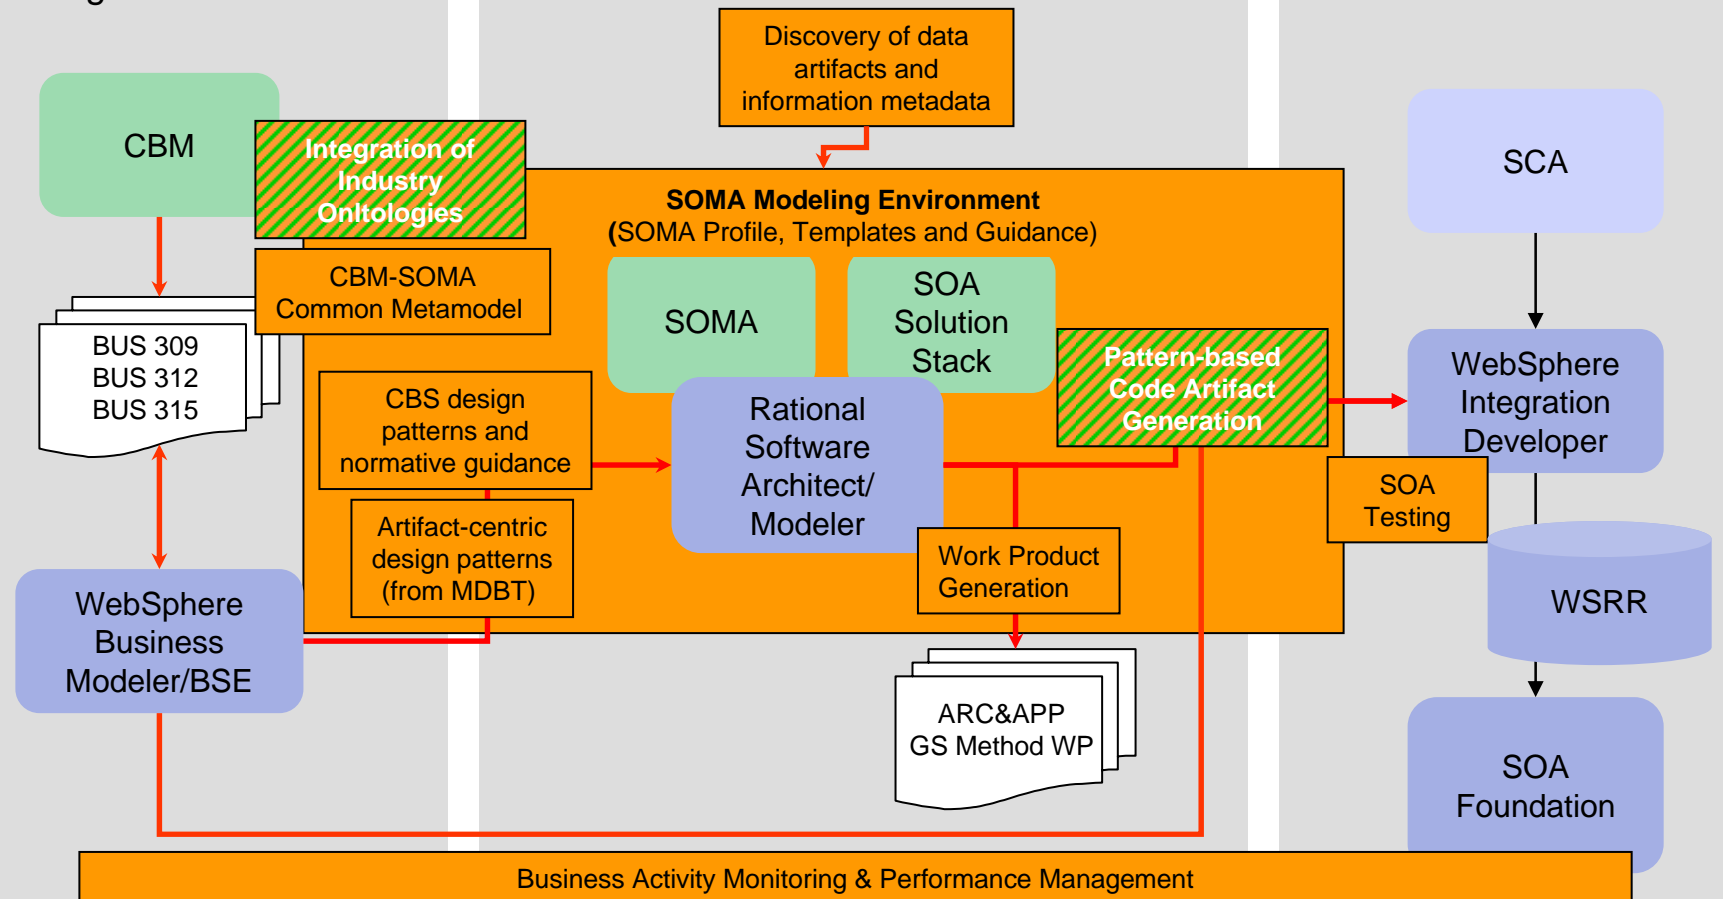 Discovery of data
artifacts and
information metadata
CBM
Integration of
Industry
Onltologies
SCA
SOMA Modeling Environment
(SOMA Profile, Templates and Guidance)
CBM-SOMA
Common Metamodel
SOMA
SOA
Solution
Stack
BUS 309
BUS 312
BUS 315
Pattern-based
Code Artifact
Generation
WebSphere
Integration
Developer
CBS design
patterns and
normative guidance
Rational
Software
Architect/
Modeler
SOA
Testing
Artifact-centric
design patterns
(from MDBT)
Work Product
Generation
WSRR
WebSphere
Business
Modeler/BSE
ARC&APP
GS Method WP
SOA
Foundation
Business Activity Monitoring & Performance Management